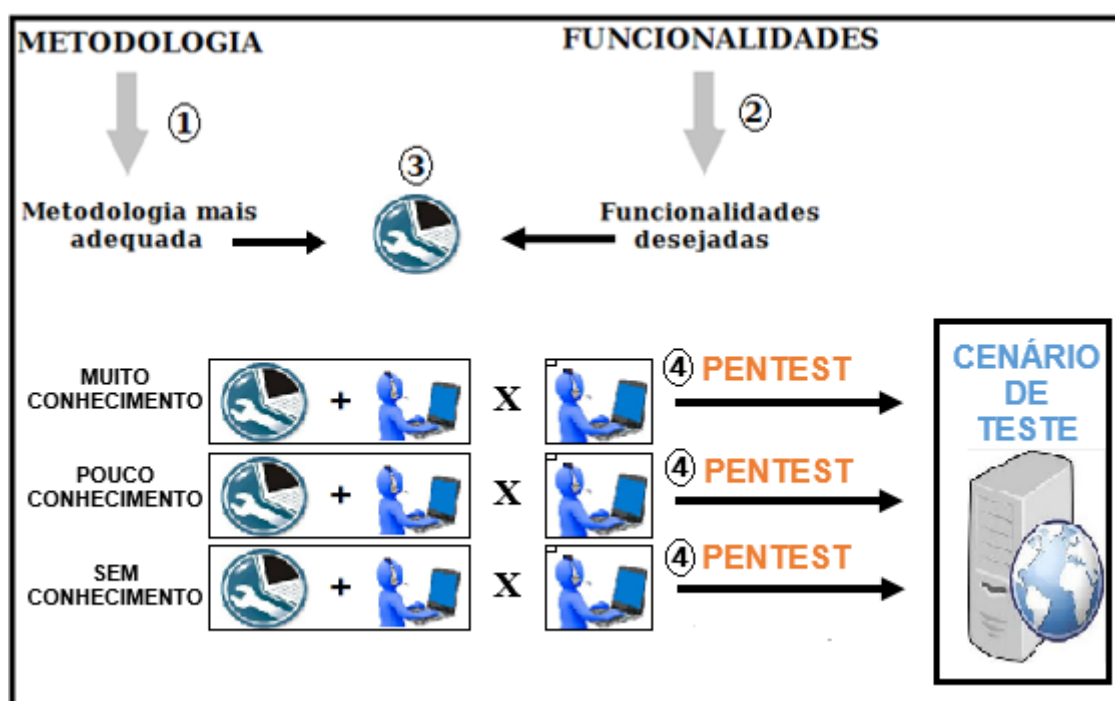 METODOLOGIA
FUNCIONALIDADES
1
2
3
Metodologia mais
adequada
Funcionalidades
desejadas
MUITO
CONHECIMENTO
+
X
4 PENTEST
POUCO
CONHECIMENTO
+
X
4 PENTEST
SEM
CONHECIMENTO
+
X
4 PENTEST
CENÁRIO
DE
TESTE